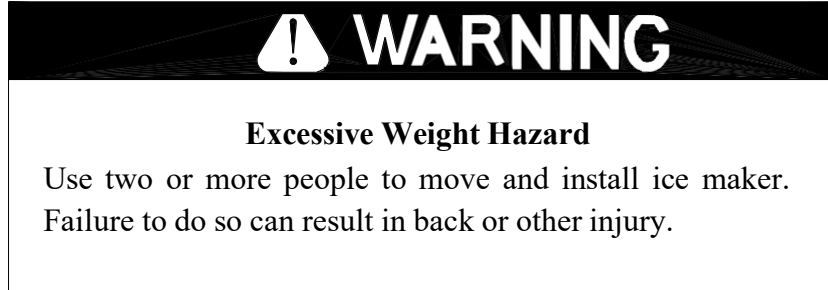 WARNING
Excessive Weight Hazard
Use two or more people to move and install ice maker.
Failure to do so can result in back or other injury.